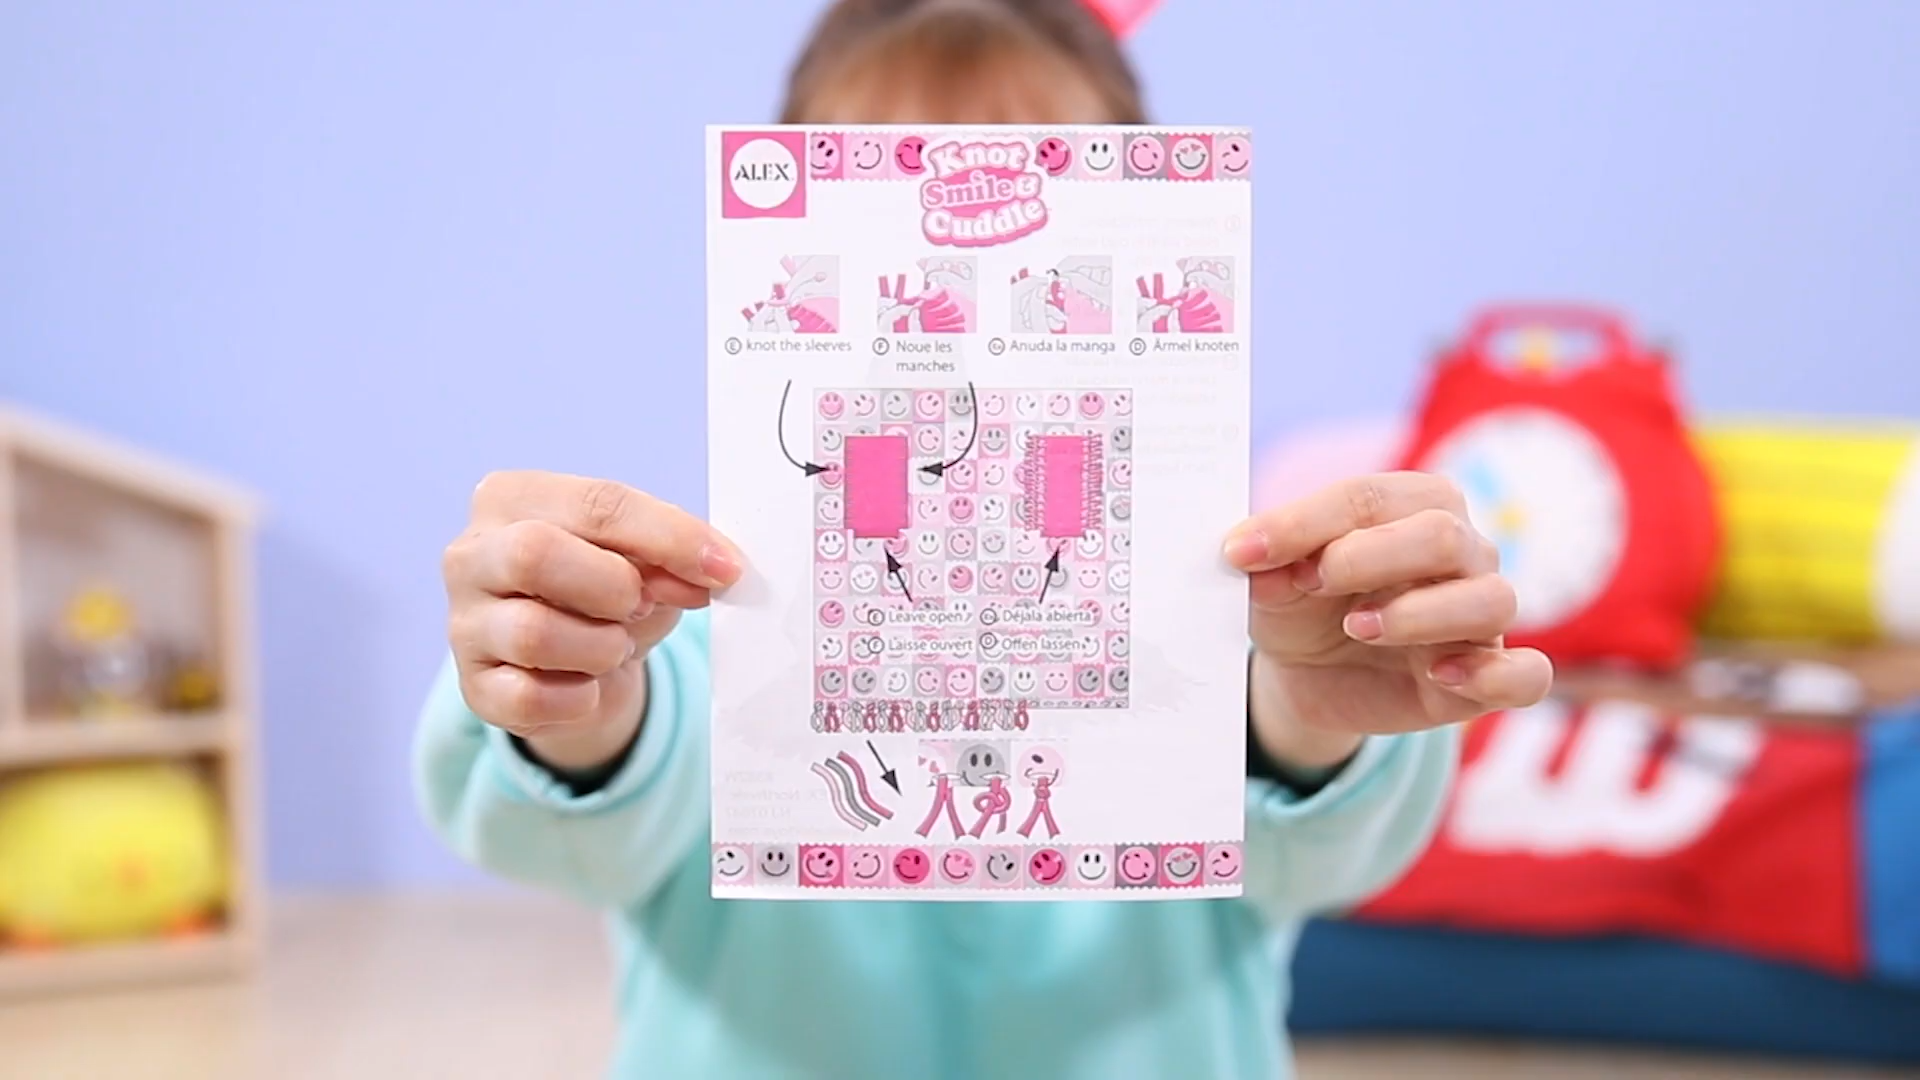 ALEX.
Knot
Smile &
Cuddle
E knot the sleeves
F Noue les
manches
Es Anuda la manga
D Ärmel knoten
E Leave open
Es Déjala abierta
F Laisse ouvert
D Offen lassen